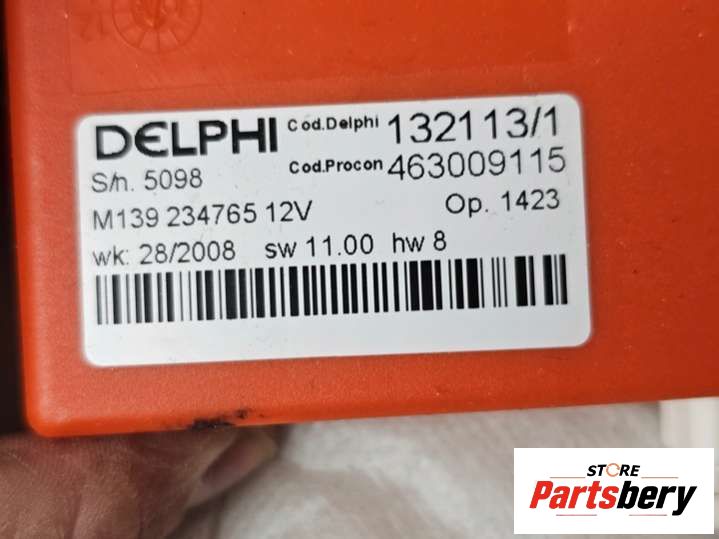 DELPHI Cod.Delphi 132113/1
S/n. 5098 Cod.Procon 463009115
M139 234765 12V Op. 1423
wk: 28/2008 sw 11.00 hw 8
STORE
Partsbery